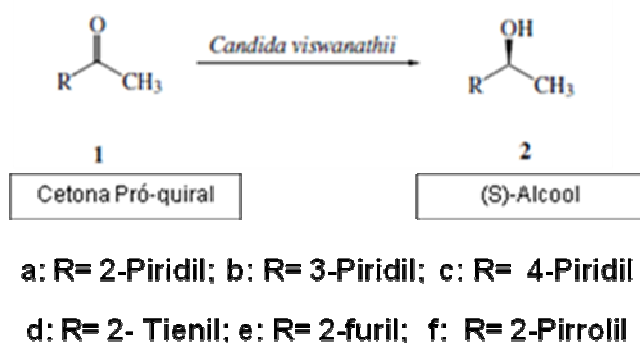 O
OH
Candida viswanathii
R CH3
R CH3
1
2
Cetona Pró-quiral
(S)-Alcool
a: R= 2-Piridil; b: R= 3-Piridil; c: R= 4-Piridil
d: R= 2- Tienil; e: R= 2-furil; f: R= 2-Pirrolil